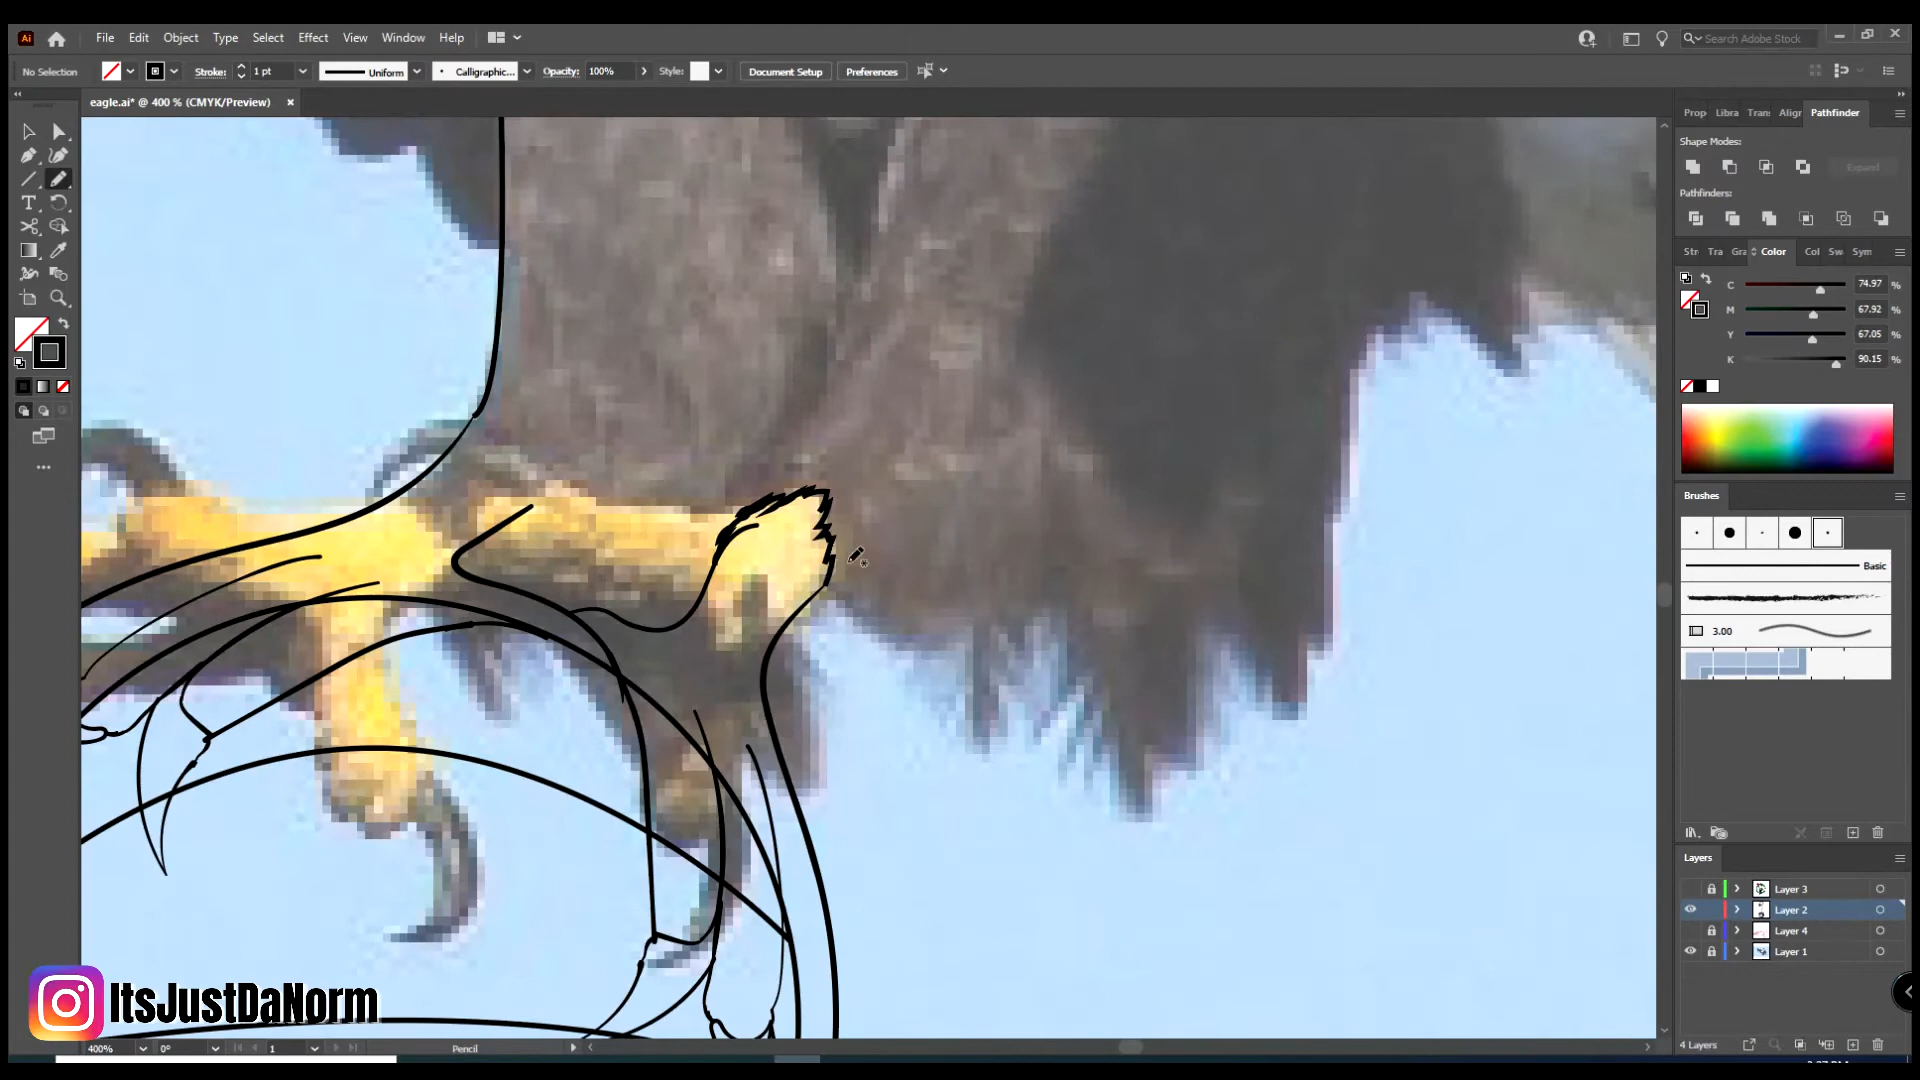 Ai File Edit Object Type Select Effect View Window Help Search Adobe Stock
No Selection Stroke: 1 pt Uniform Calligraphic... Opacity: 100% Style: Document Setup Preferences
eagle.ai* @ 400 % (CMYK/Preview)
Prop Libra Tran: Aligr Pathfinder
Shape Modes:
Expand
Pathfinders:
Str Tra Gra Color Col Sw Sym
C 74.97 %
M 67.92 %
Y 67.05 %
K 90.15 %
Brushes
Basic
3.00
Layers
Layer 3
Layer 2
Layer 4
Layer 1
ItsJustDaNorm
400% 0° 1 Pencil 4 Layers